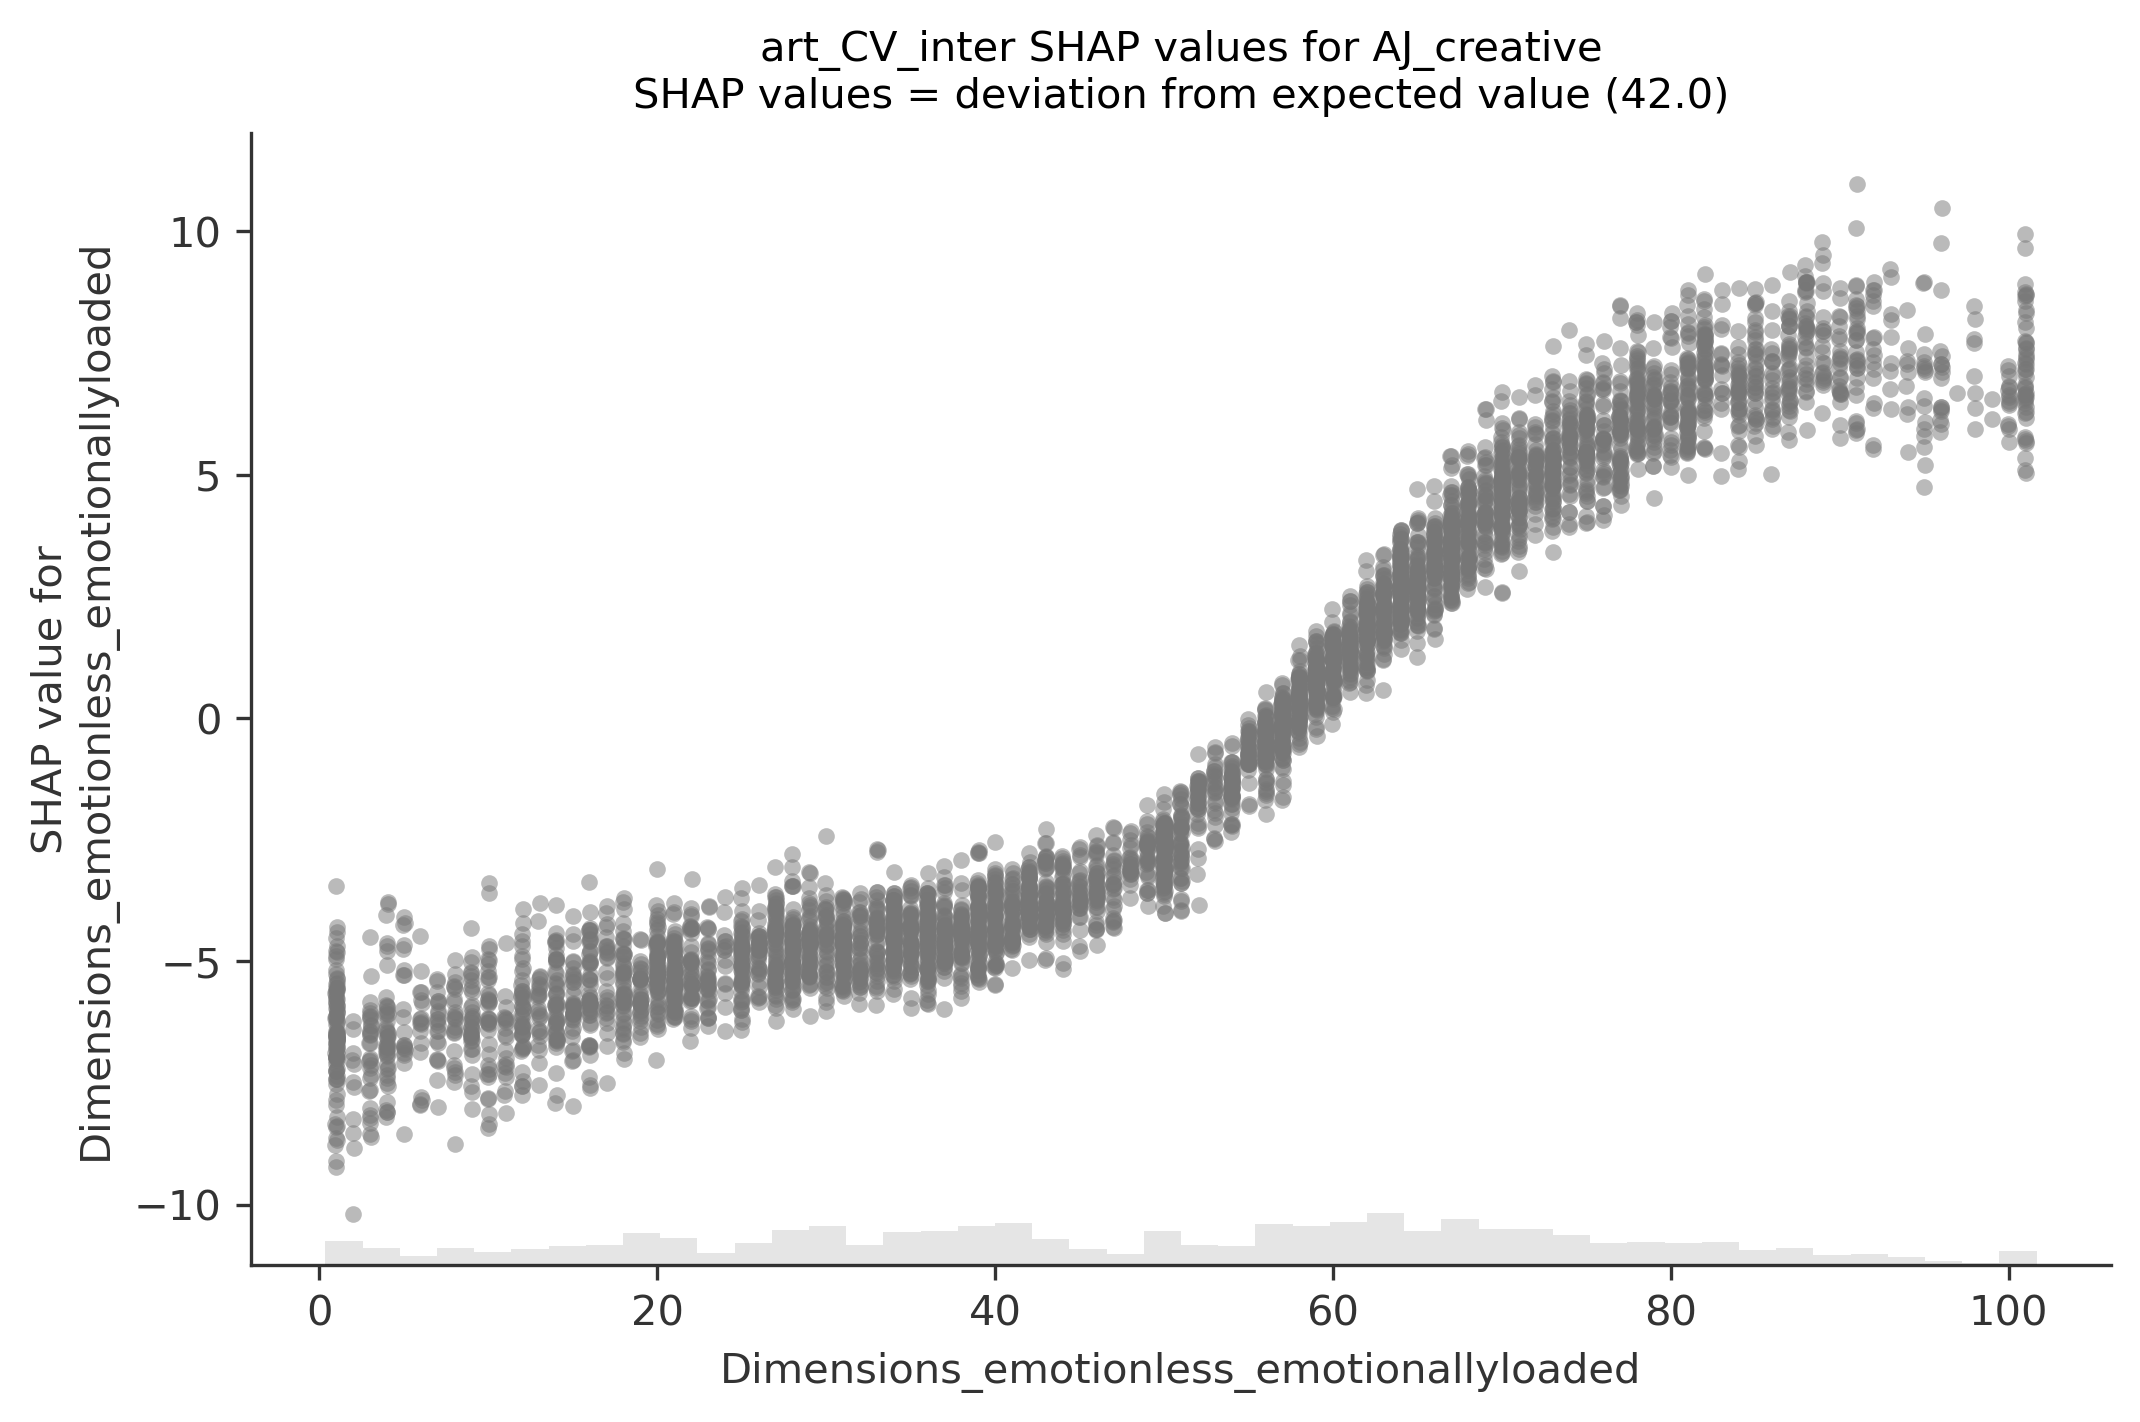 art_CV_inter SHAP values for AJ_creative
SHAP values = deviation from expected value (42.0)
SHAP value for
Dimensions_emotionless_emotionallyloaded
10
5
0
−5
−10
0 20 40 60 80 100
Dimensions_emotionless_emotionallyloaded